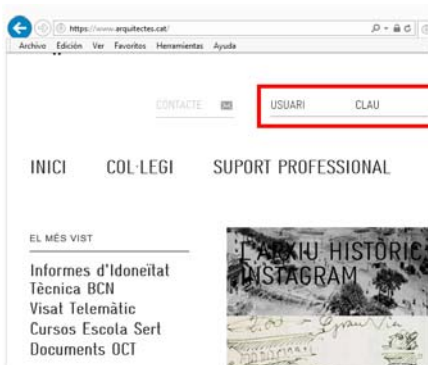 https://www.arquitectes.cat/
Archivo Edición Ver Favoritos Herramientas Ayuda
CONTACTE
USUARI CLAU
INICI COL·LEGI SUPORT PROFESSIONAL
EL MÉS VIST
Informes d'Idoneïtat
Tècnica BCN
Visat Telemàtic
Cursos Escola Sert
Documents OCT
L'ARXIU HISTÒRIC
INSTAGRAM